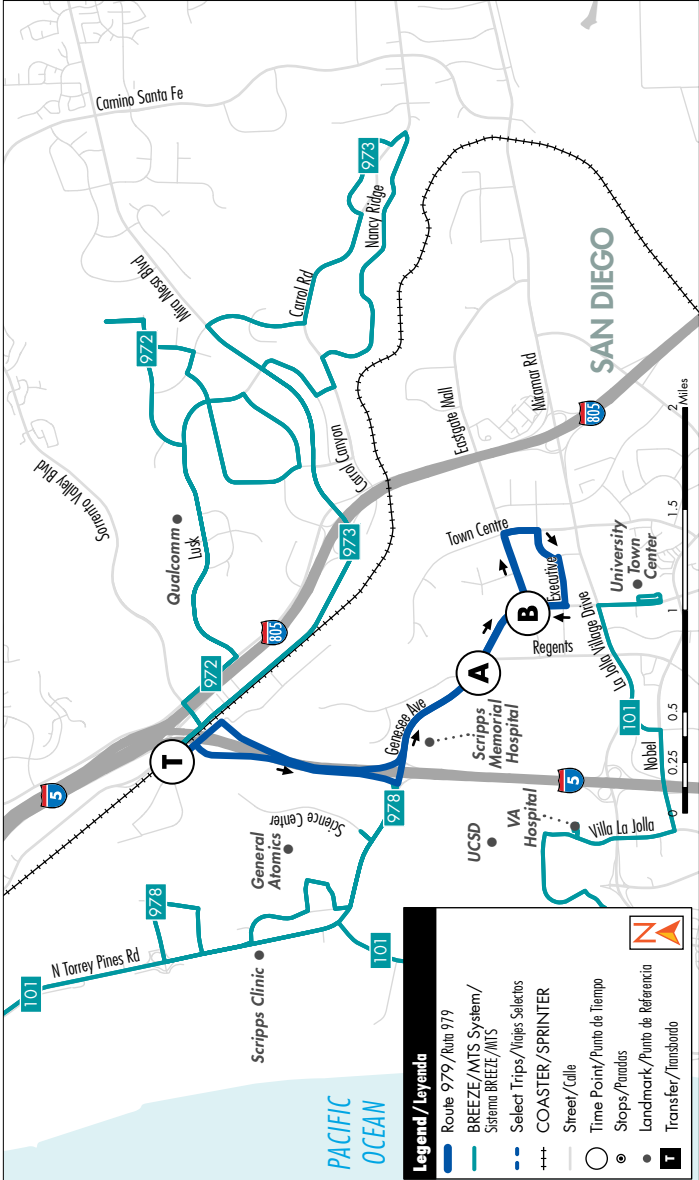 Camino Santa Fe
973
Nancy Ridge
Carrol Rd
Mira Mesa Blvd
972
SAN DIEGO
Sorrento Valley Blvd
Carrol Canyon
Eastgate Mall
Miramar Rd
805
Qualcomm
Lusk
973
Town Centre
805
972
Executive
University
Town
Center
B
Regents
La Jolla Village Drive
A
T
Genesee Ave
Scripps
Memorial
Hospital
101
Nobel
5
5
978
Science Center
General
Atomics
UCSD
VA
Hospital
Villa La Jolla
978
N Torrey Pines Rd
101
101
Scripps Clinic
PACIFIC
OCEAN
0
0.25
0.5
1
1.5
2
Miles
Legend/Leyenda
Route 979/Ruta 979
BREEZE/MTS System/
Sistema BREEZE/MTS
Select Trips/Viajes Selectos
COASTER/SPRINTER
Street/Calle
Time Point/Punto de Tiempo
Stops/Paradas
Landmark/Punto de Referencia
T Transfer/Transbordo
N